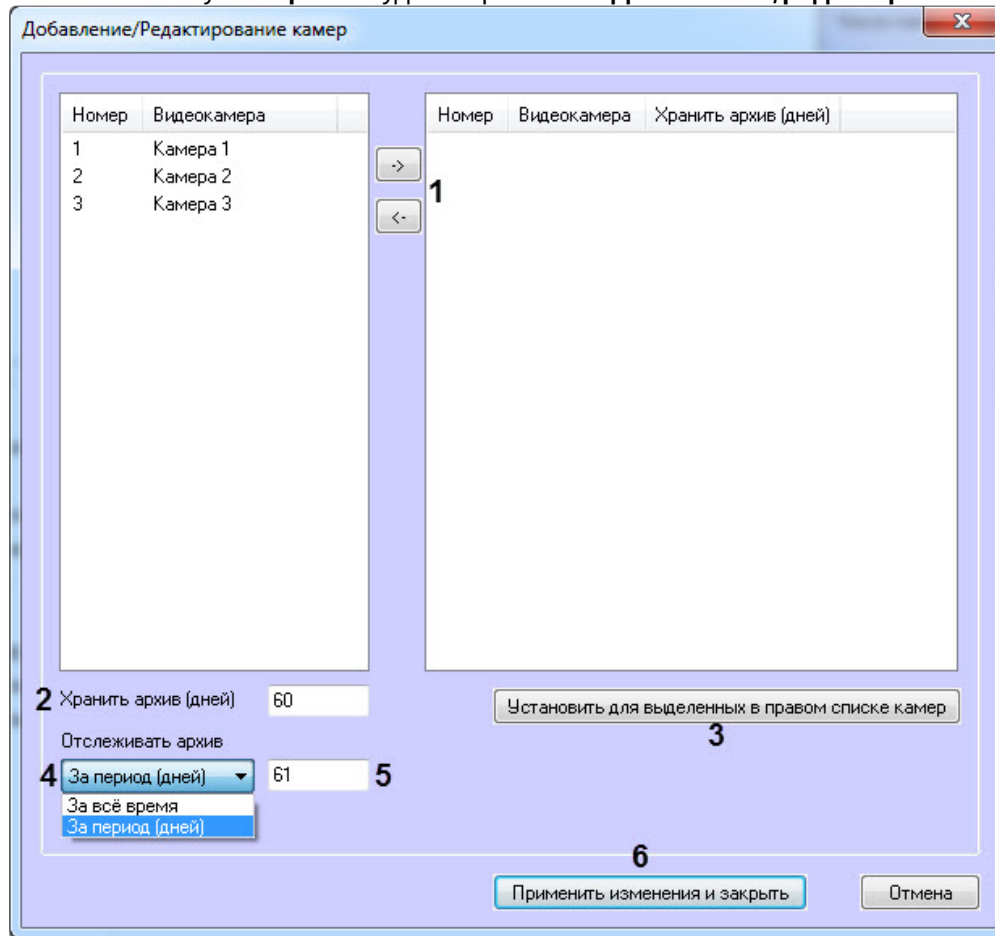 Добавление/Редактирование камер
Номер Видеокамера Номер Видеокамера Хранить архив (дней)
1 Камера 1
2 Камера 2
3 Камера 3
->
1
<-
2 Хранить архив (дней) 60 Установить для выделенных в правом списке камер
3
Отслеживать архив
4 За период (дней) 61 5
За всё время
За период (дней)
6
Применить изменения и закрыть Отмена